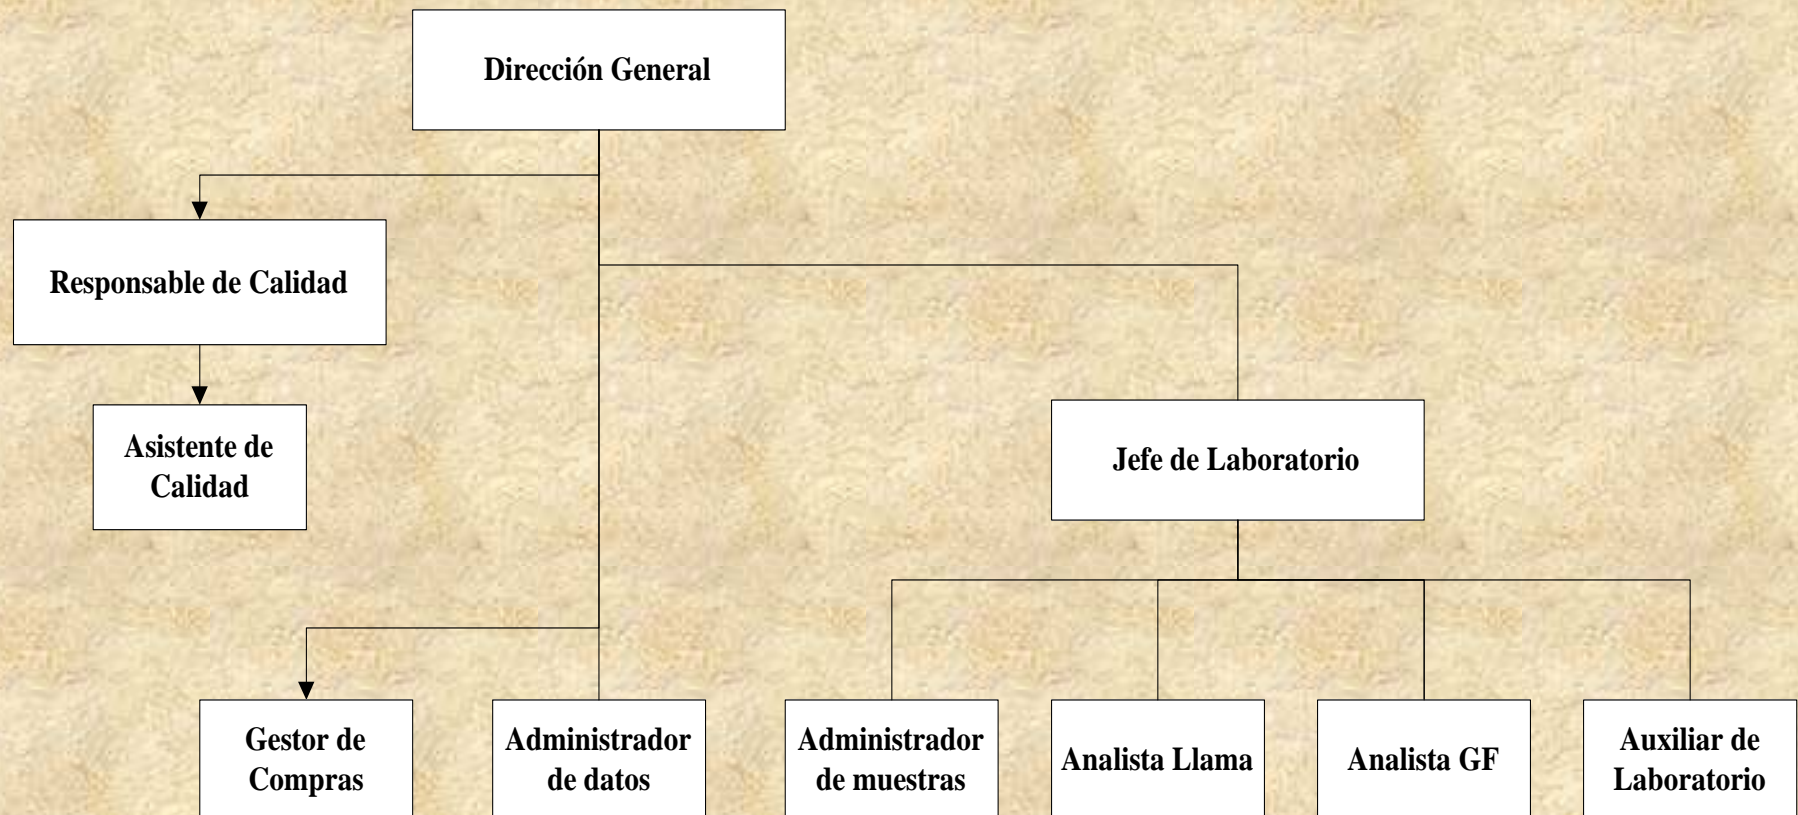 Dirección General
Responsable de Calidad
Asistente de
Calidad
Jefe de Laboratorio
Gestor de
Compras
Administrador
de datos
Administrador
de muestras
Analista Llama
Analista GF
Auxiliar de
Laboratorio